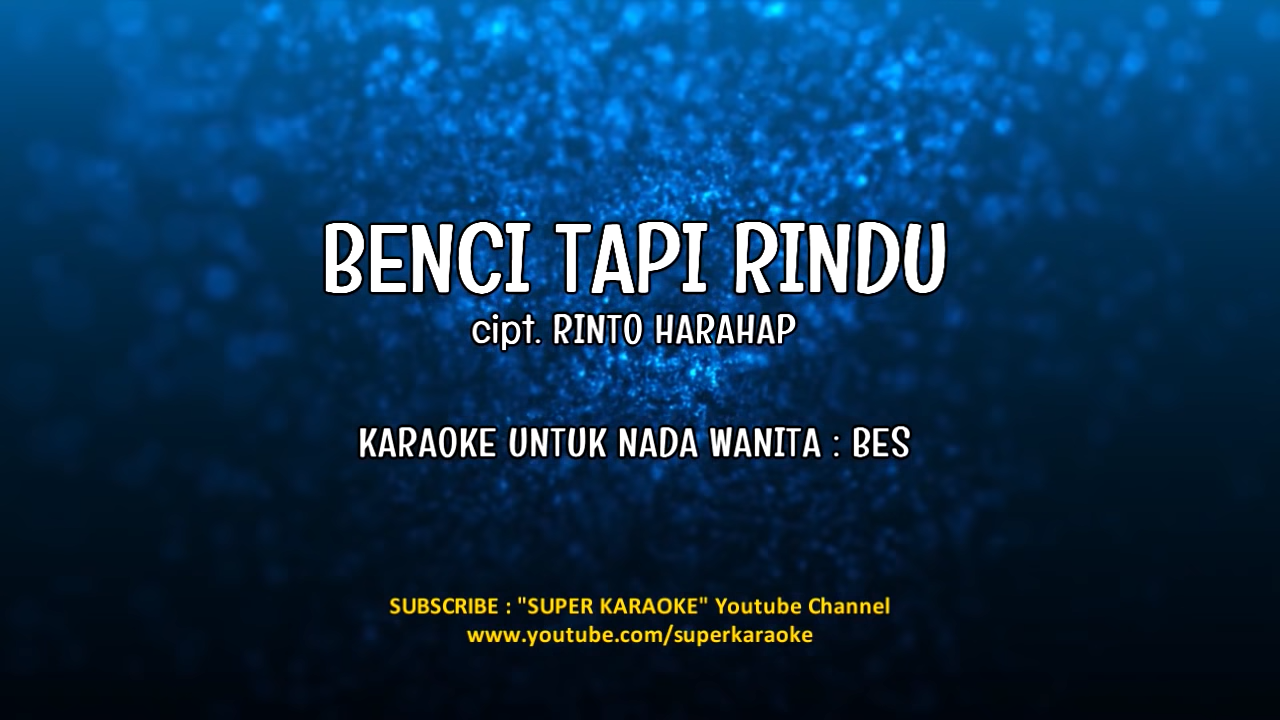 BENCI TAPI RINDU
cipt. RINTO HARAHAP
KARAOKE UNTUK NADA WANITA : BES
SUBSCRIBE : "SUPER KARAOKE" Youtube Channel
www.youtube.com/superkaraoke